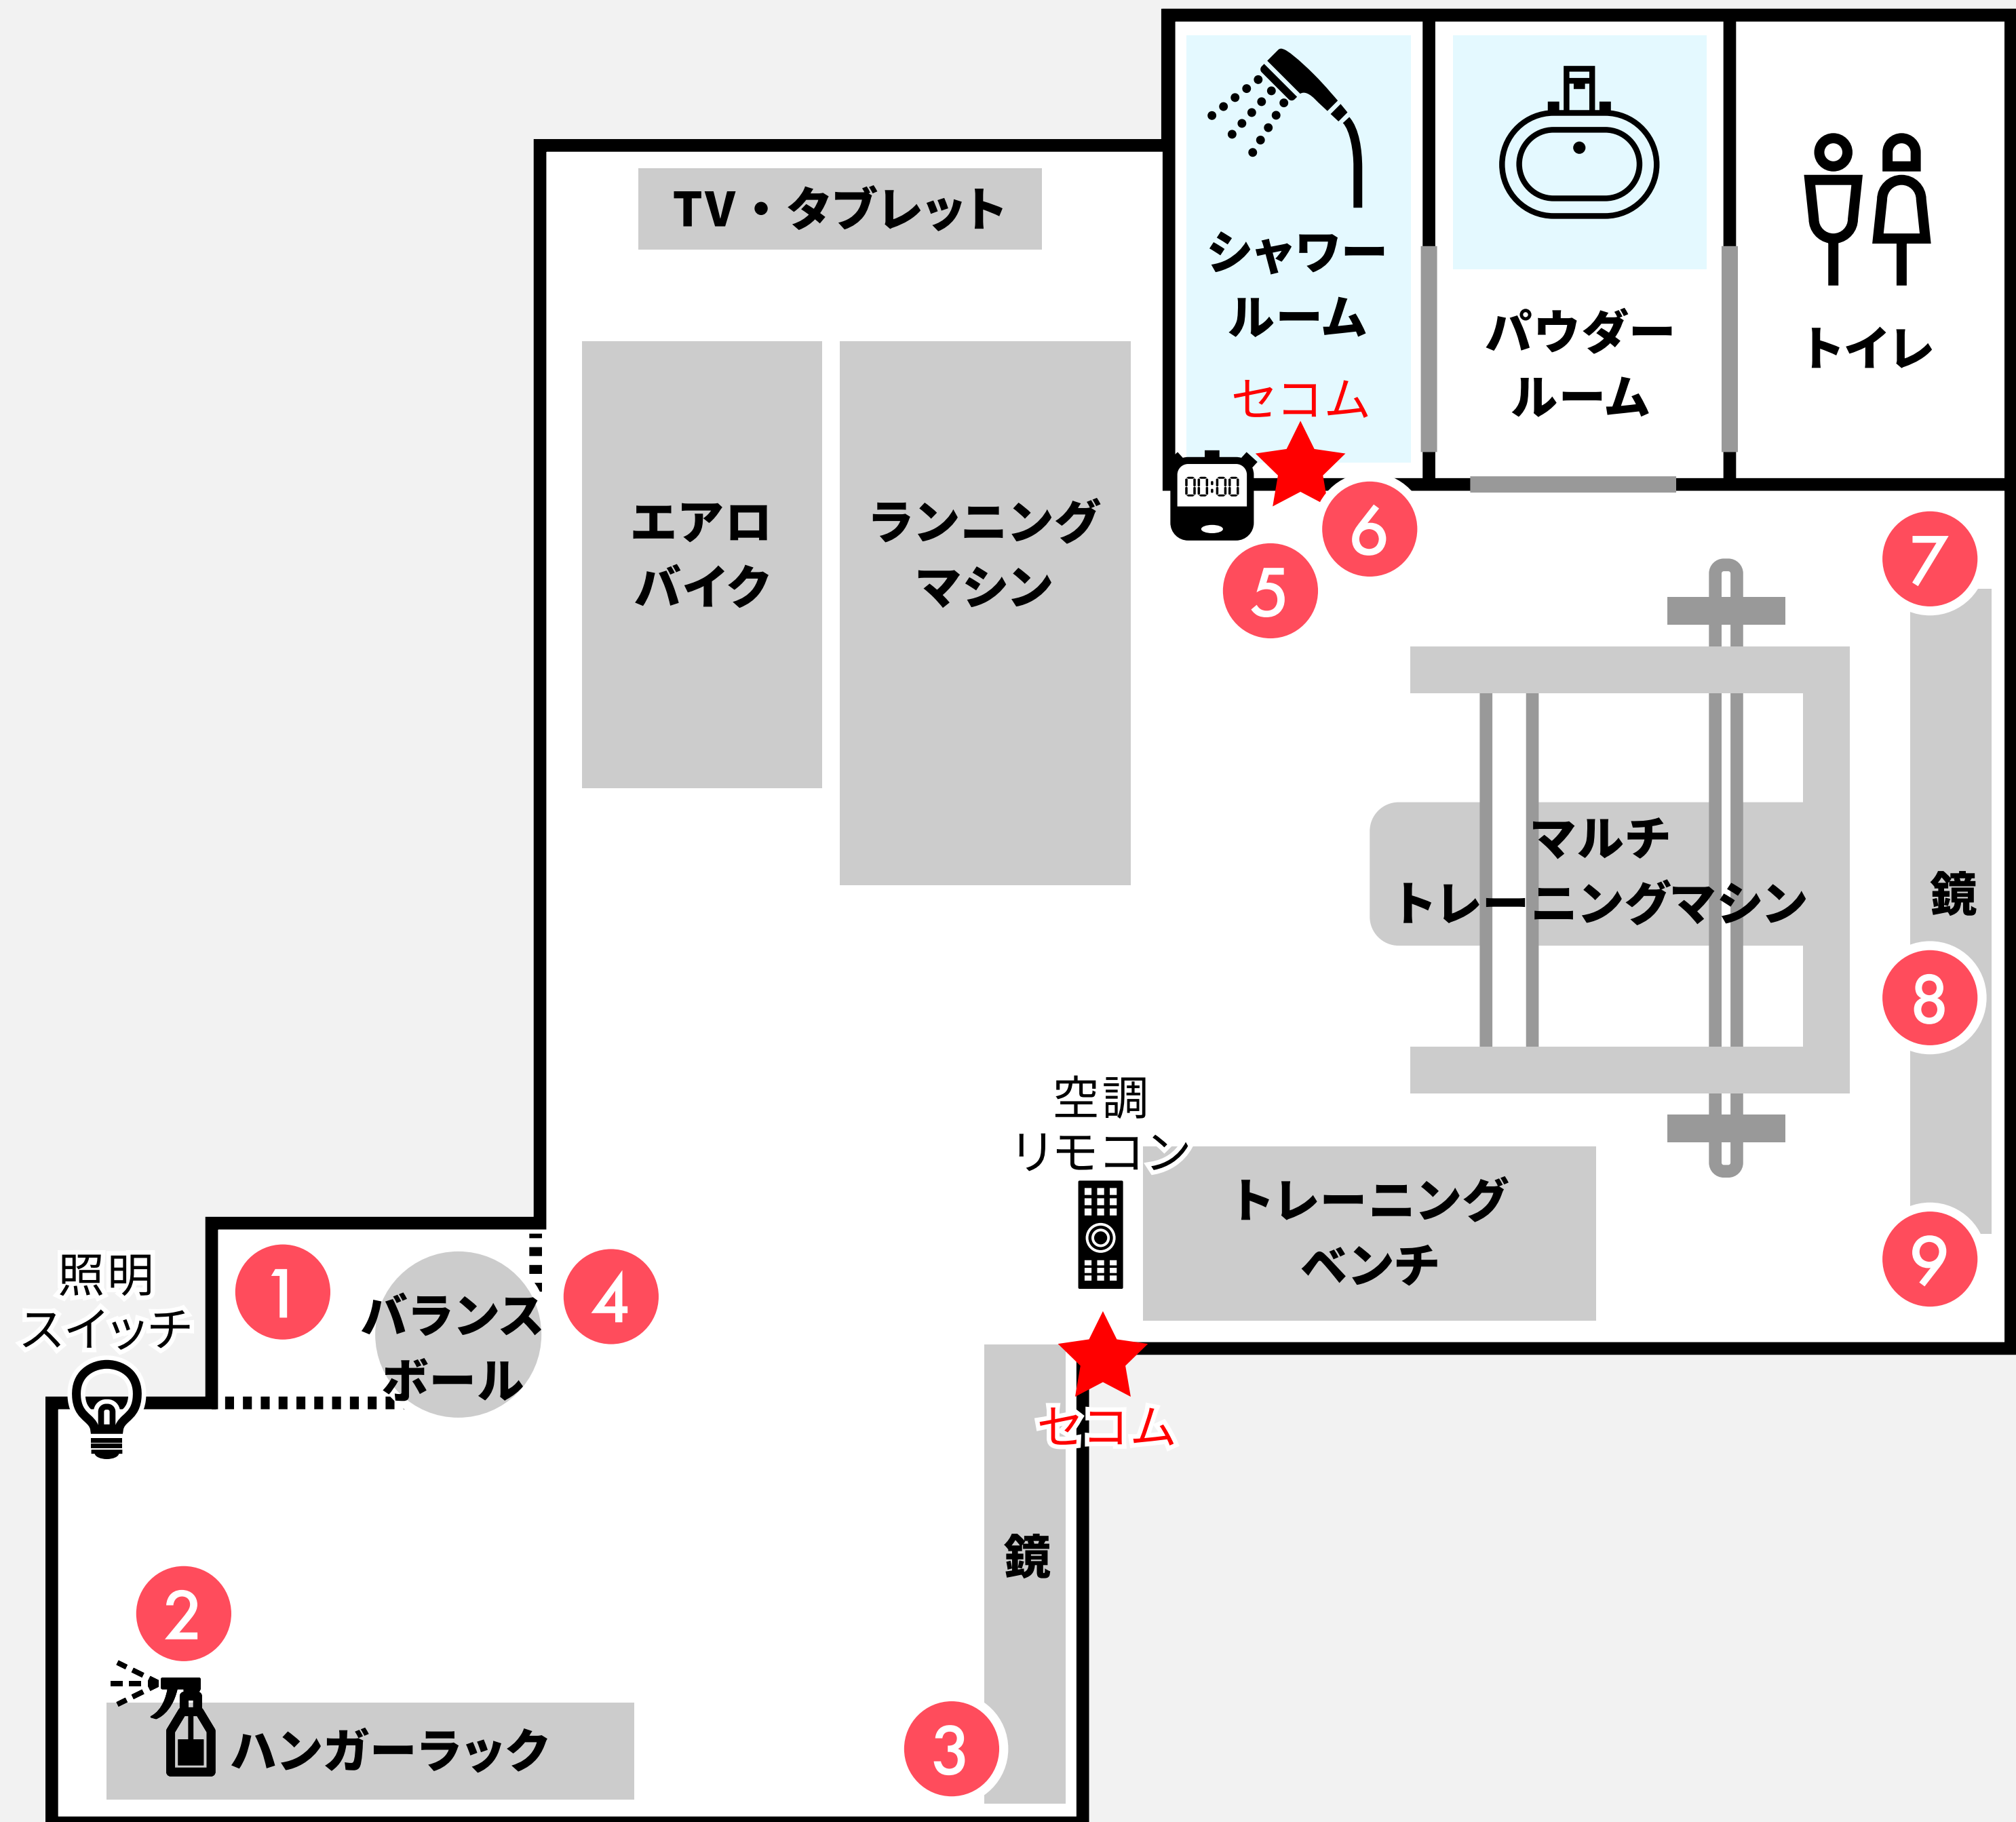 TV・タブレット
シャワー
ルーム
セコム
パウダー
ルーム
トイレ
00:00
エアロ
バイク
ランニング
マシン
6
5
7
マルチ
トレーニングマシン
鏡
8
空調
リモコン
トレーニング
ベンチ
9
照明
スイッチ
1
バランス
ボール
4
セコム
鏡
2
ハンガーラック
3